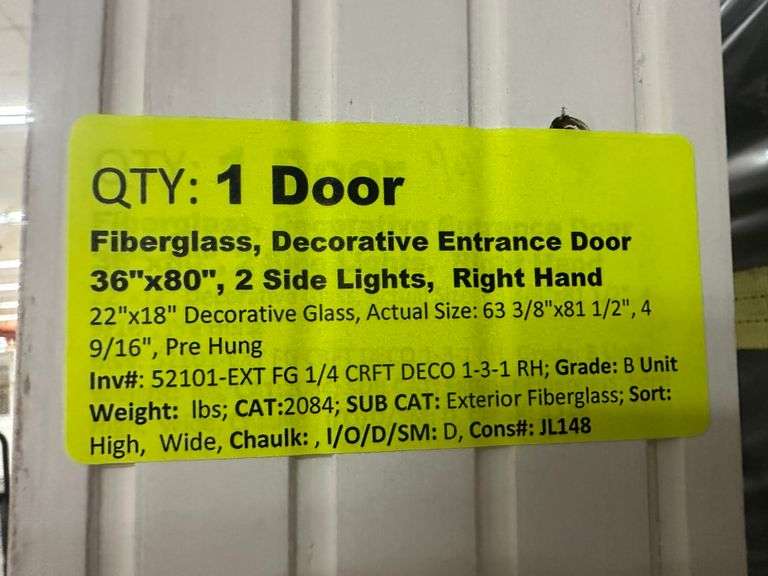 QTY: 1 Door
Fiberglass, Decorative Entrance Door
36"x80", 2 Side Lights, Right Hand
22"x18" Decorative Glass, Actual Size: 63 3/8"x81 1/2", 4
9/16", Pre Hung
Inv#: 52101-EXT FG 1/4 CRFT DECO 1-3-1 RH; Grade: B Unit
Weight: lbs; CAT:2084; SUB CAT: Exterior Fiberglass; Sort:
High, Wide, Chaulk: , I/O/D/SM: D, Cons#: JL148